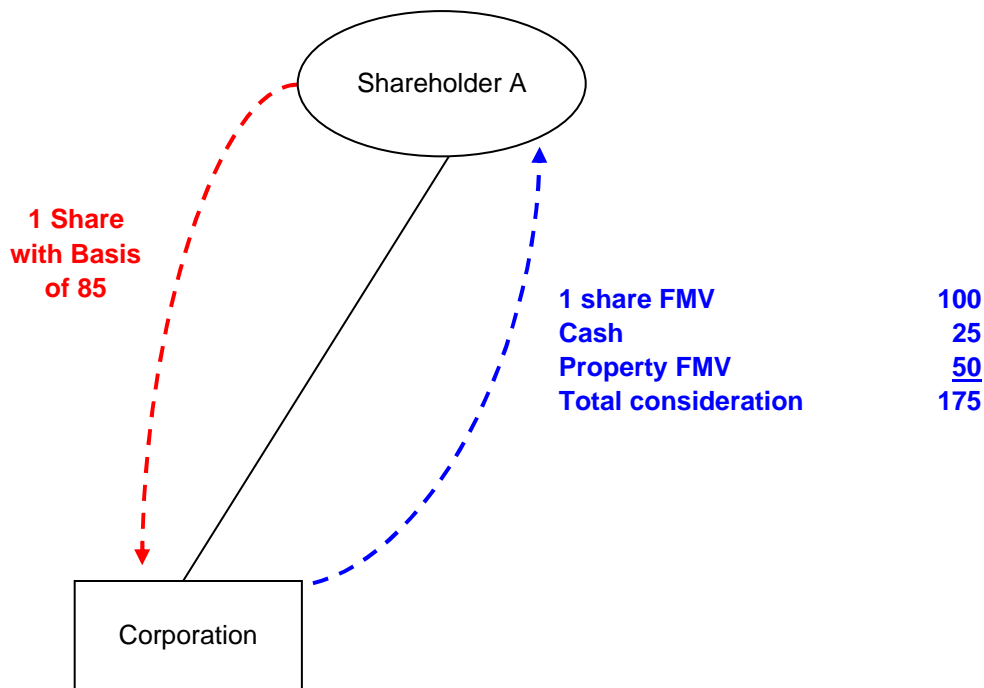 Shareholder A
1 Share
with Basis
of 85
1 share FMV 100
Cash 25
Property FMV 50
Total consideration 175
Corporation